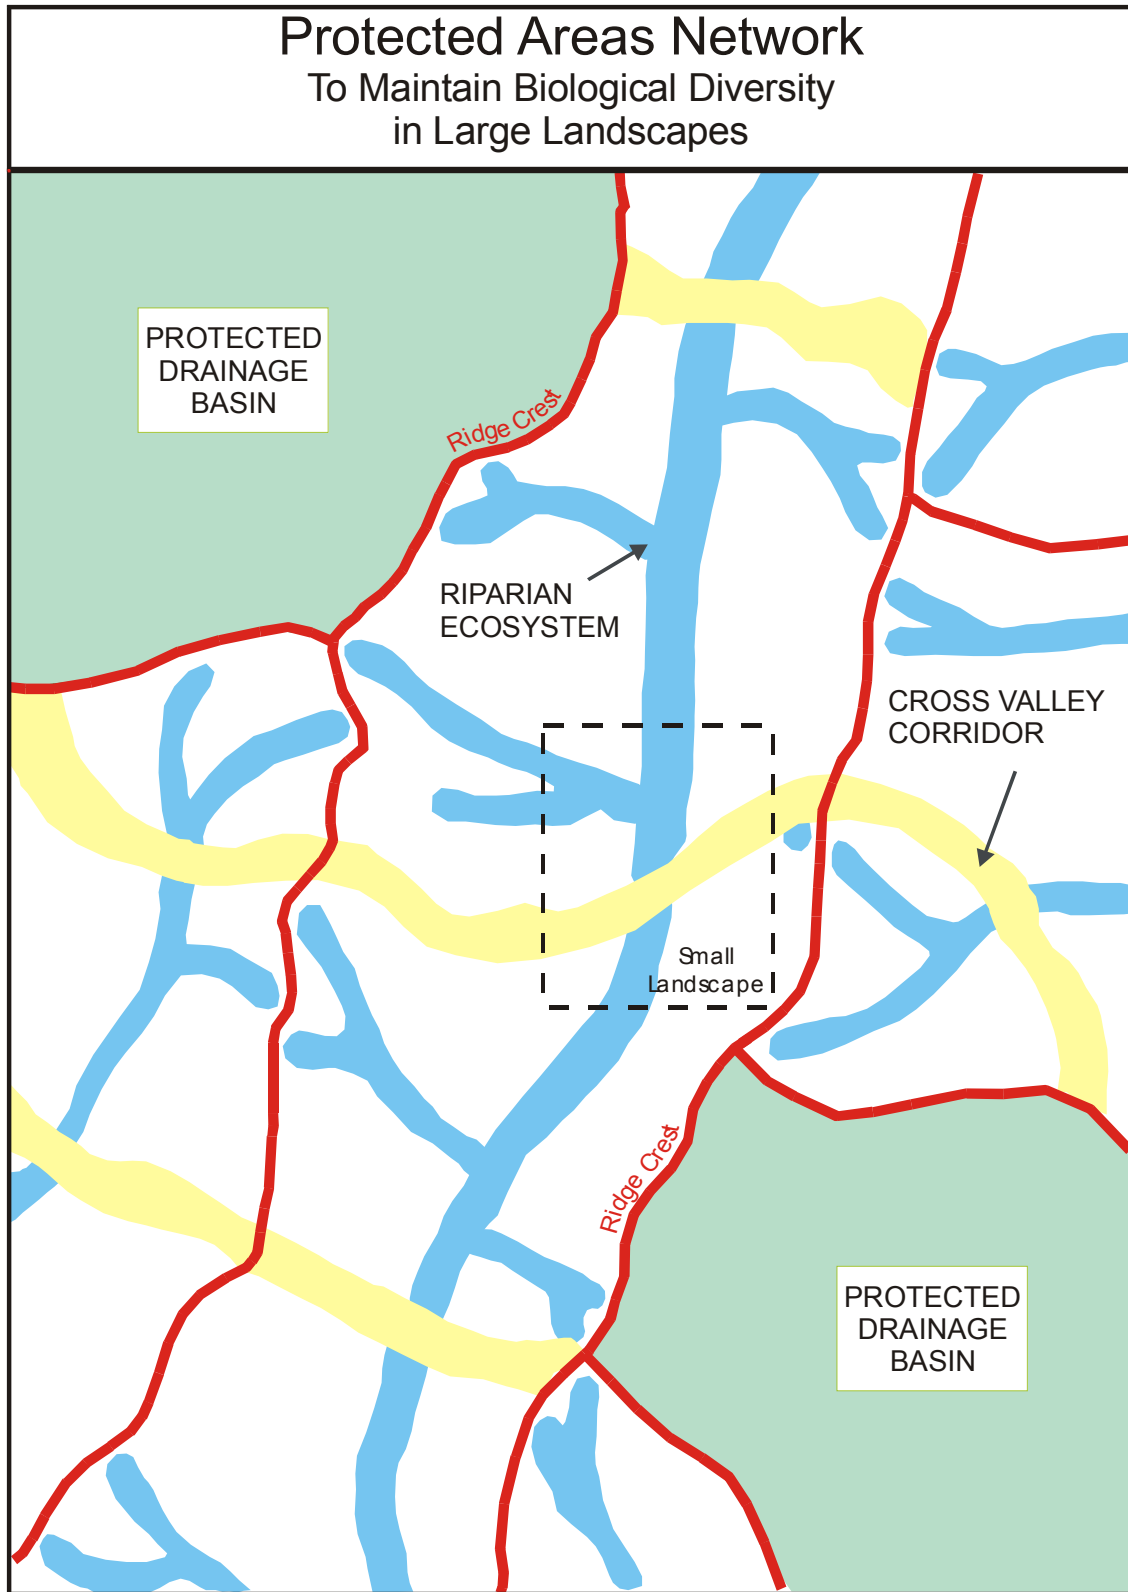 Protected Areas Network
To Maintain Biological Diversity
in Large Landscapes
PROTECTED
DRAINAGE
BASIN
Ridge Crest
RIPARIAN
ECOSYSTEM
CROSS VALLEY
CORRIDOR
Small
Landscape
Ridge Crest
PROTECTED
DRAINAGE
BASIN